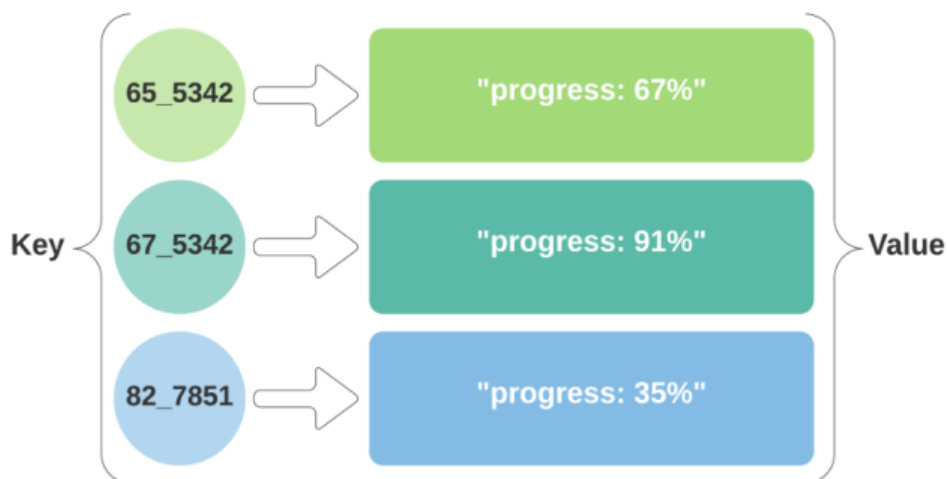 65_5342
"progress: 67%"
Key
67_5342
"progress: 91%"
Value
82_7851
"progress: 35%"